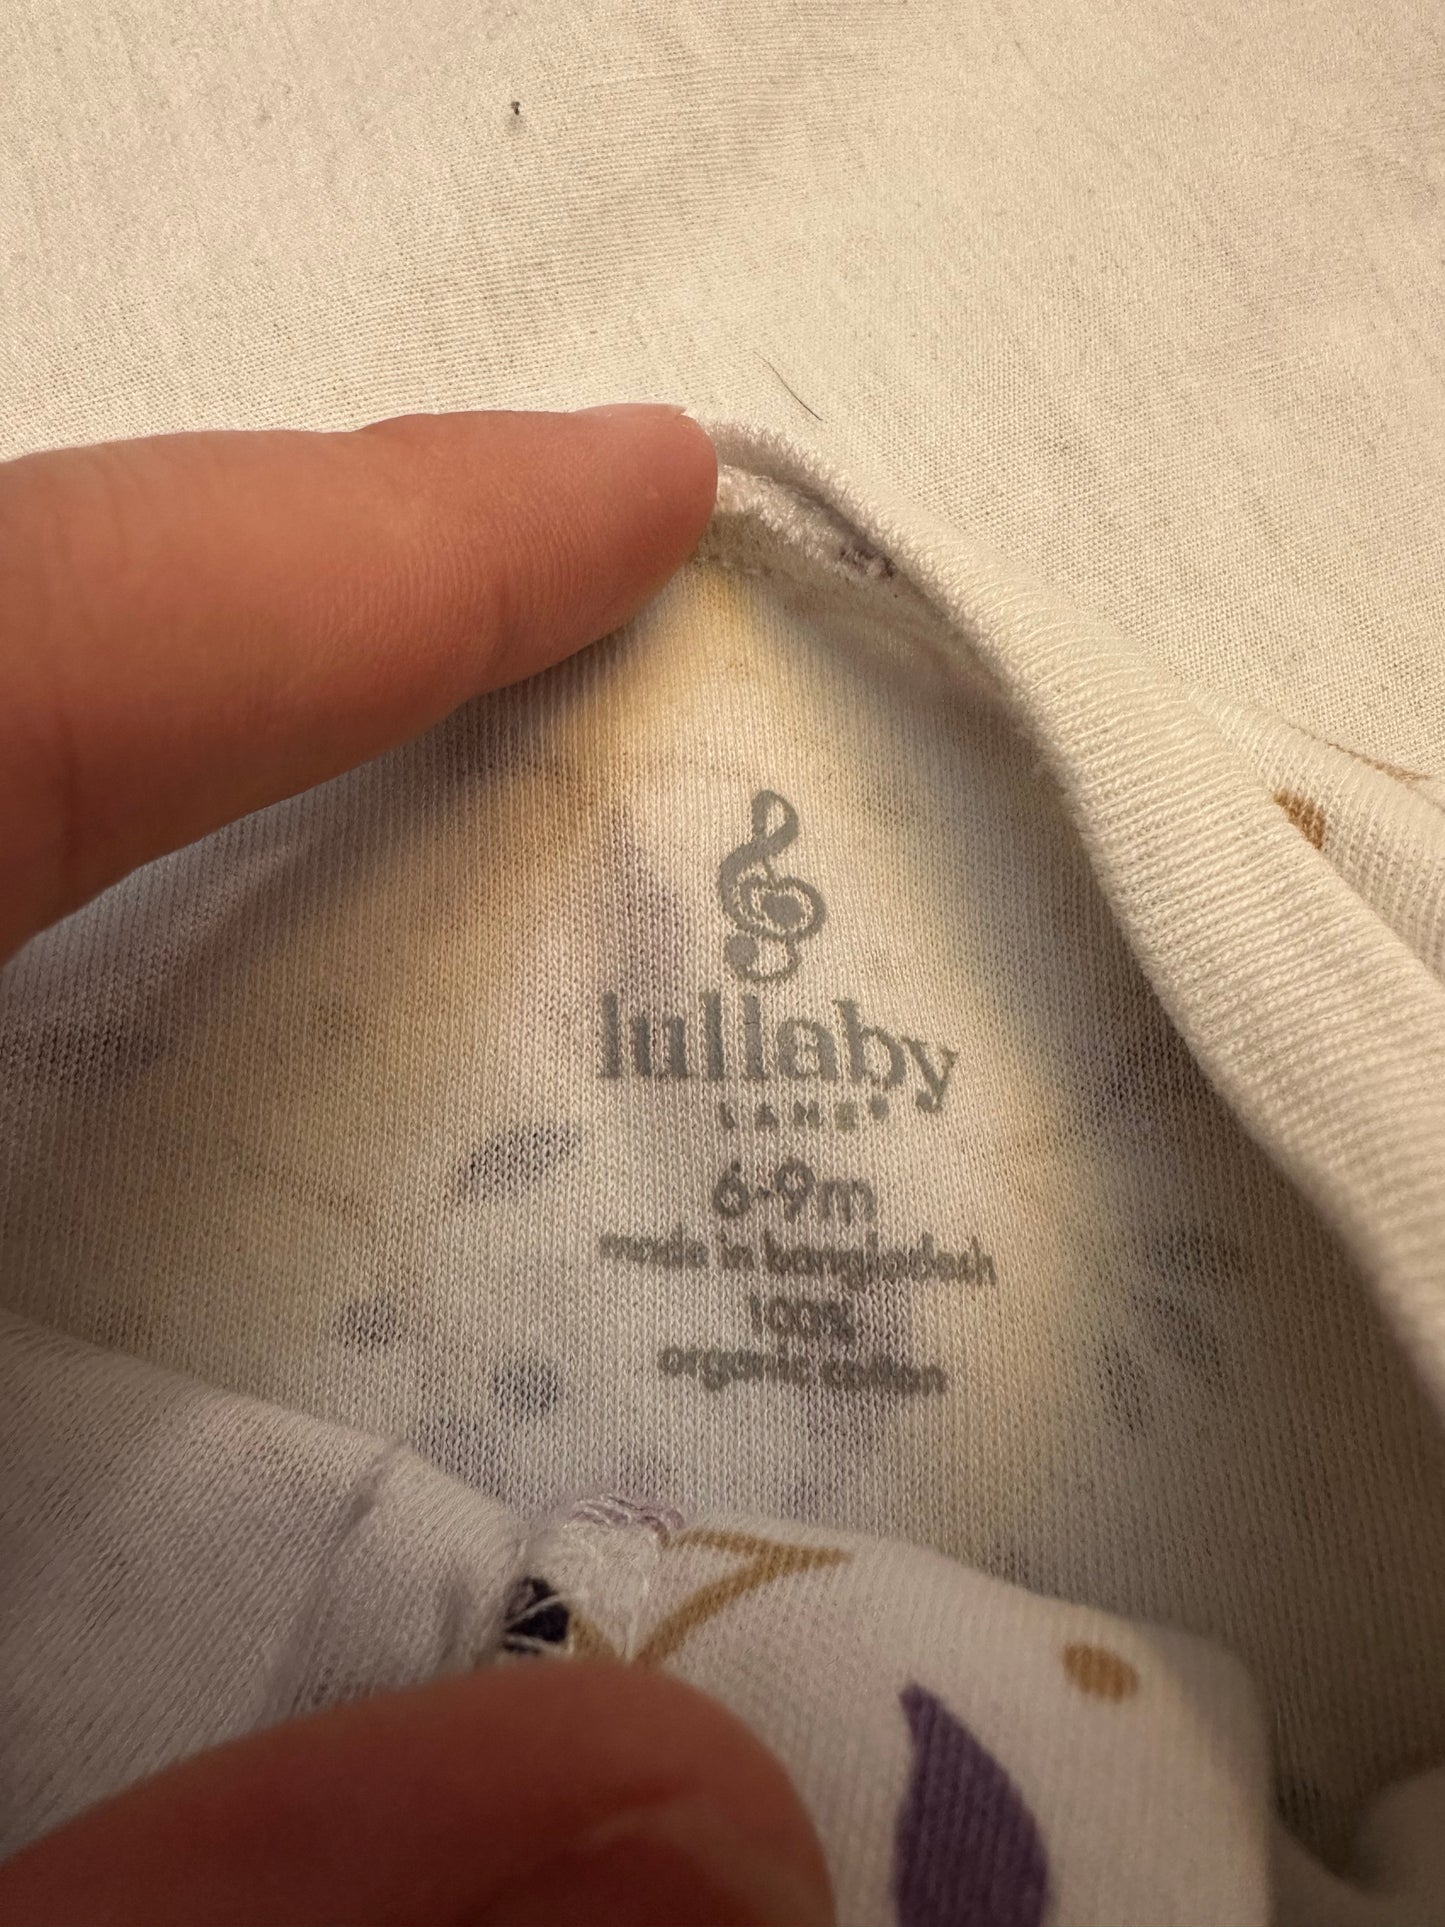 lullaby
LANE®
6-9m
made in bangladesh
100%
organic cotton